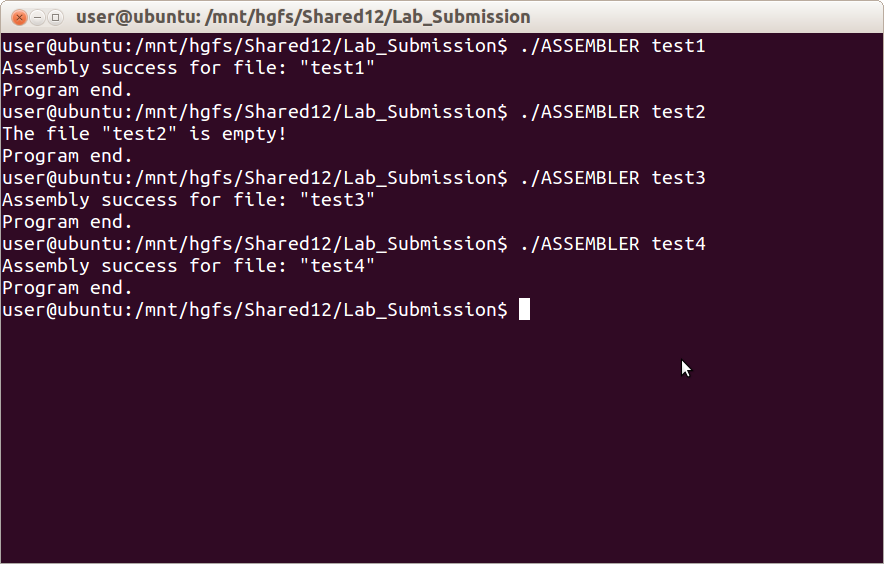 user@ubuntu: /mnt/hgfs/Shared12/Lab_Submission
user@ubuntu:/mnt/hgfs/Shared12/Lab_Submission$ ./ASSEMBLER test1
Assembly success for file: "test1"
Program end.
user@ubuntu:/mnt/hgfs/Shared12/Lab_Submission$ ./ASSEMBLER test2
The file "test2" is empty!
Program end.
user@ubuntu:/mnt/hgfs/Shared12/Lab_Submission$ ./ASSEMBLER test3
Assembly success for file: "test3"
Program end.
user@ubuntu:/mnt/hgfs/Shared12/Lab_Submission$ ./ASSEMBLER test4
Assembly success for file: "test4"
Program end.
user@ubuntu:/mnt/hgfs/Shared12/Lab_Submission$